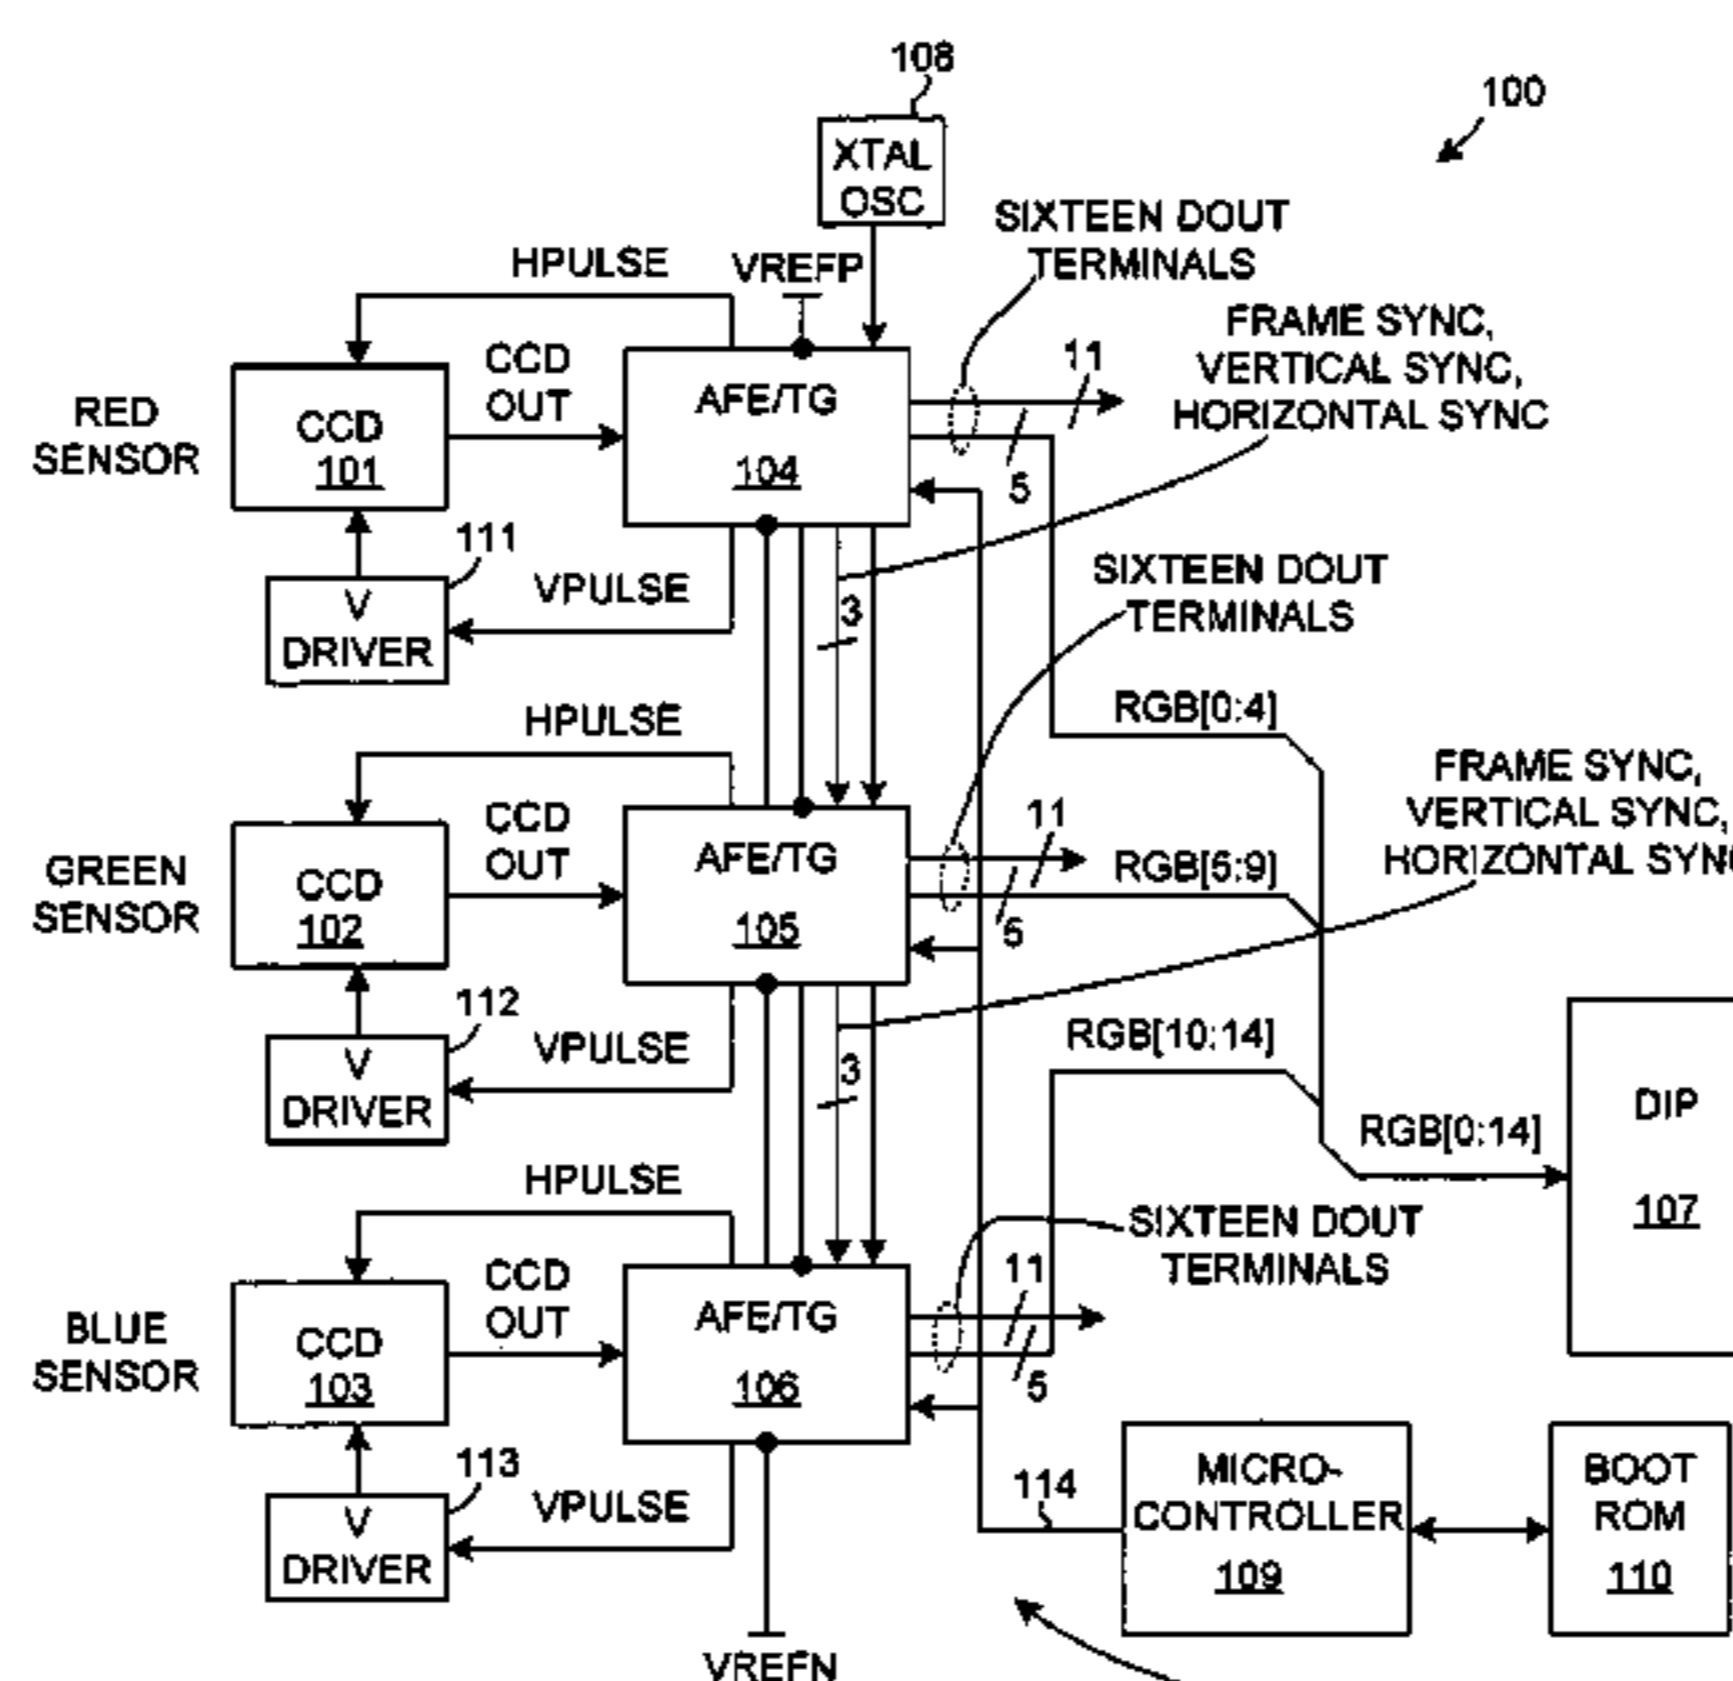 108
100
XTAL
OSC
SIXTEEN DOUT
TERMINALS
HPULSE
VREFP
FRAME SYNC,
VERTICAL SYNC,
HORIZONTAL SYNC
11
CCD
OUT
RED
SENSOR
CCD
101
AFE/TG
104
5
111
V
DRIVER
VPULSE
3
SIXTEEN DOUT
TERMINALS
HPULSE
RGB[0:4]
FRAME SYNC,
VERTICAL SYNC,
HORIZONTAL SYNC
11
CCD
OUT
GREEN
SENSOR
CCD
102
AFE/TG
105
RGB[5:9]
5
112
V
DRIVER
VPULSE
3
RGB[10:14]
DIP
107
RGB[0:14]
HPULSE
SIXTEEN DOUT
TERMINALS
11
CCD
OUT
BLUE
SENSOR
CCD
103
AFE/TG
106
5
113
V
DRIVER
VPULSE
114
MICRO-
CONTROLLER
109
BOOT
ROM
110
VREFN